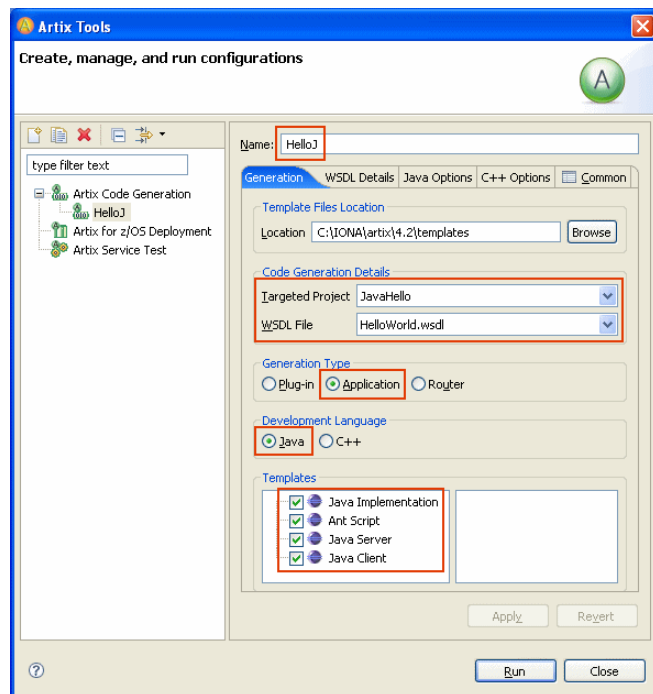 Artix Tools
Create, manage, and run configurations
A
type filter text
Artix Code Generation
HelloJ
Artix for z/OS Deployment
Artix Service Test
Name: HelloJ
Generation WSDL Details Java Options C++ Options Common
Template Files Location
Location C:\IONA\artix\4.2\templates Browse
Code Generation Details
Targeted Project JavaHello
WSDL File HelloWorld.wsdl
Generation Type
Plug-in Application Router
Development Language
Java C++
Templates
Java Implementation
Ant Script
Java Server
Java Client
Apply Revert
? Run Close